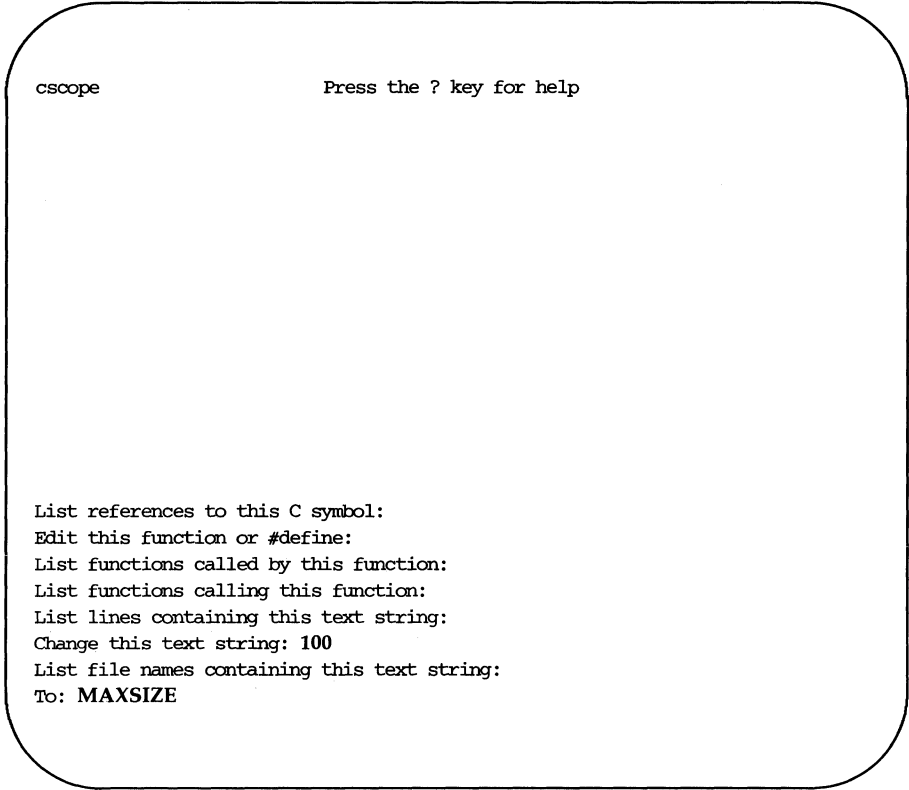 cscope Press the ? key for help
List references to this C symbol:
Edit this function or #define:
List functions called by this function:
List functions calling this function:
List lines containing this text string:
Change this text string: 100
List file names containing this text string:
To: MAXSIZE